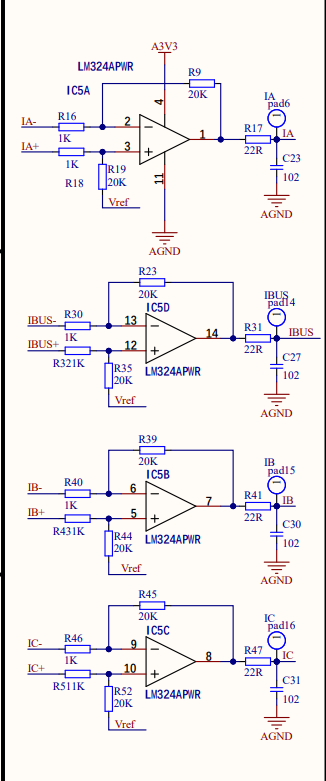 A3V3
LM324APWR
R9
IC5A
20K
IA
pad6
1
R16
4
IA-
2
1
R17
IA
1K
IA+
3
22R
1K
R19
C23
R18
20K
11
102
Vref
AGND
AGND
R23
20K
IC5D
IBUS
pad14
1
R30
IBUS-
13
14
R31
IBUS
1K
IBUS+
12
22R
R321K
R35
LM324APWR
C27
20K
102
Vref
AGND
R39
20K
IC5B
IB
pad15
1
R40
IB-
6
7
R41
IB
1K
IB+
5
22R
R431K
R44
LM324APWR
C30
20K
102
Vref
AGND
R45
20K
IC5C
IC
pad16
1
R46
IC-
9
8
R47
IC
1K
IC+
10
22R
R511K
R52
LM324APWR
C31
20K
102
Vref
AGND